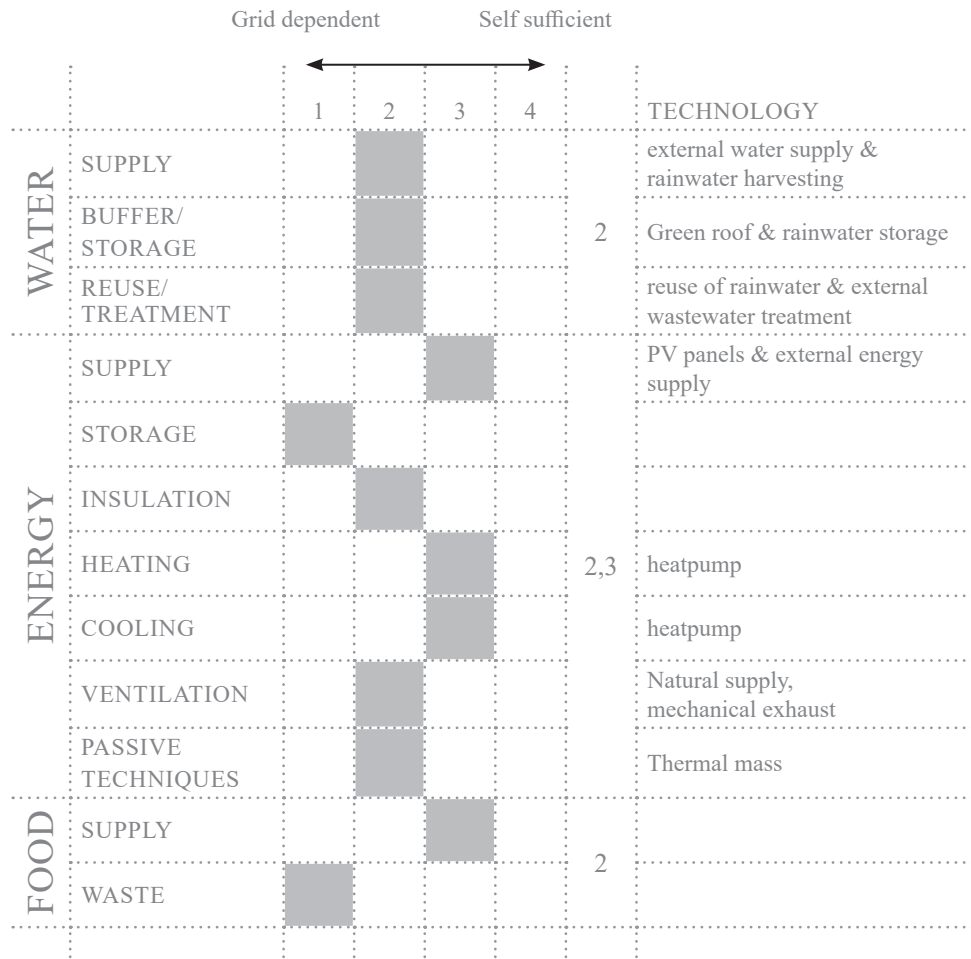 Grid dependent Self sufficient
1 2 3 4 TECHNOLOGY
WATER
SUPPLY
external water supply &
rainwater harvesting
BUFFER/
STORAGE
2
Green roof & rainwater storage
REUSE/
TREATMENT
reuse of rainwater & external
wastewater treatment
ENERGY
SUPPLY
PV panels & external energy
supply
STORAGE
INSULATION
HEATING
2,3
heatpump
COOLING
heatpump
VENTILATION
Natural supply,
mechanical exhaust
PASSIVE
TECHNIQUES
Thermal mass
FOOD
SUPPLY
2
WASTE